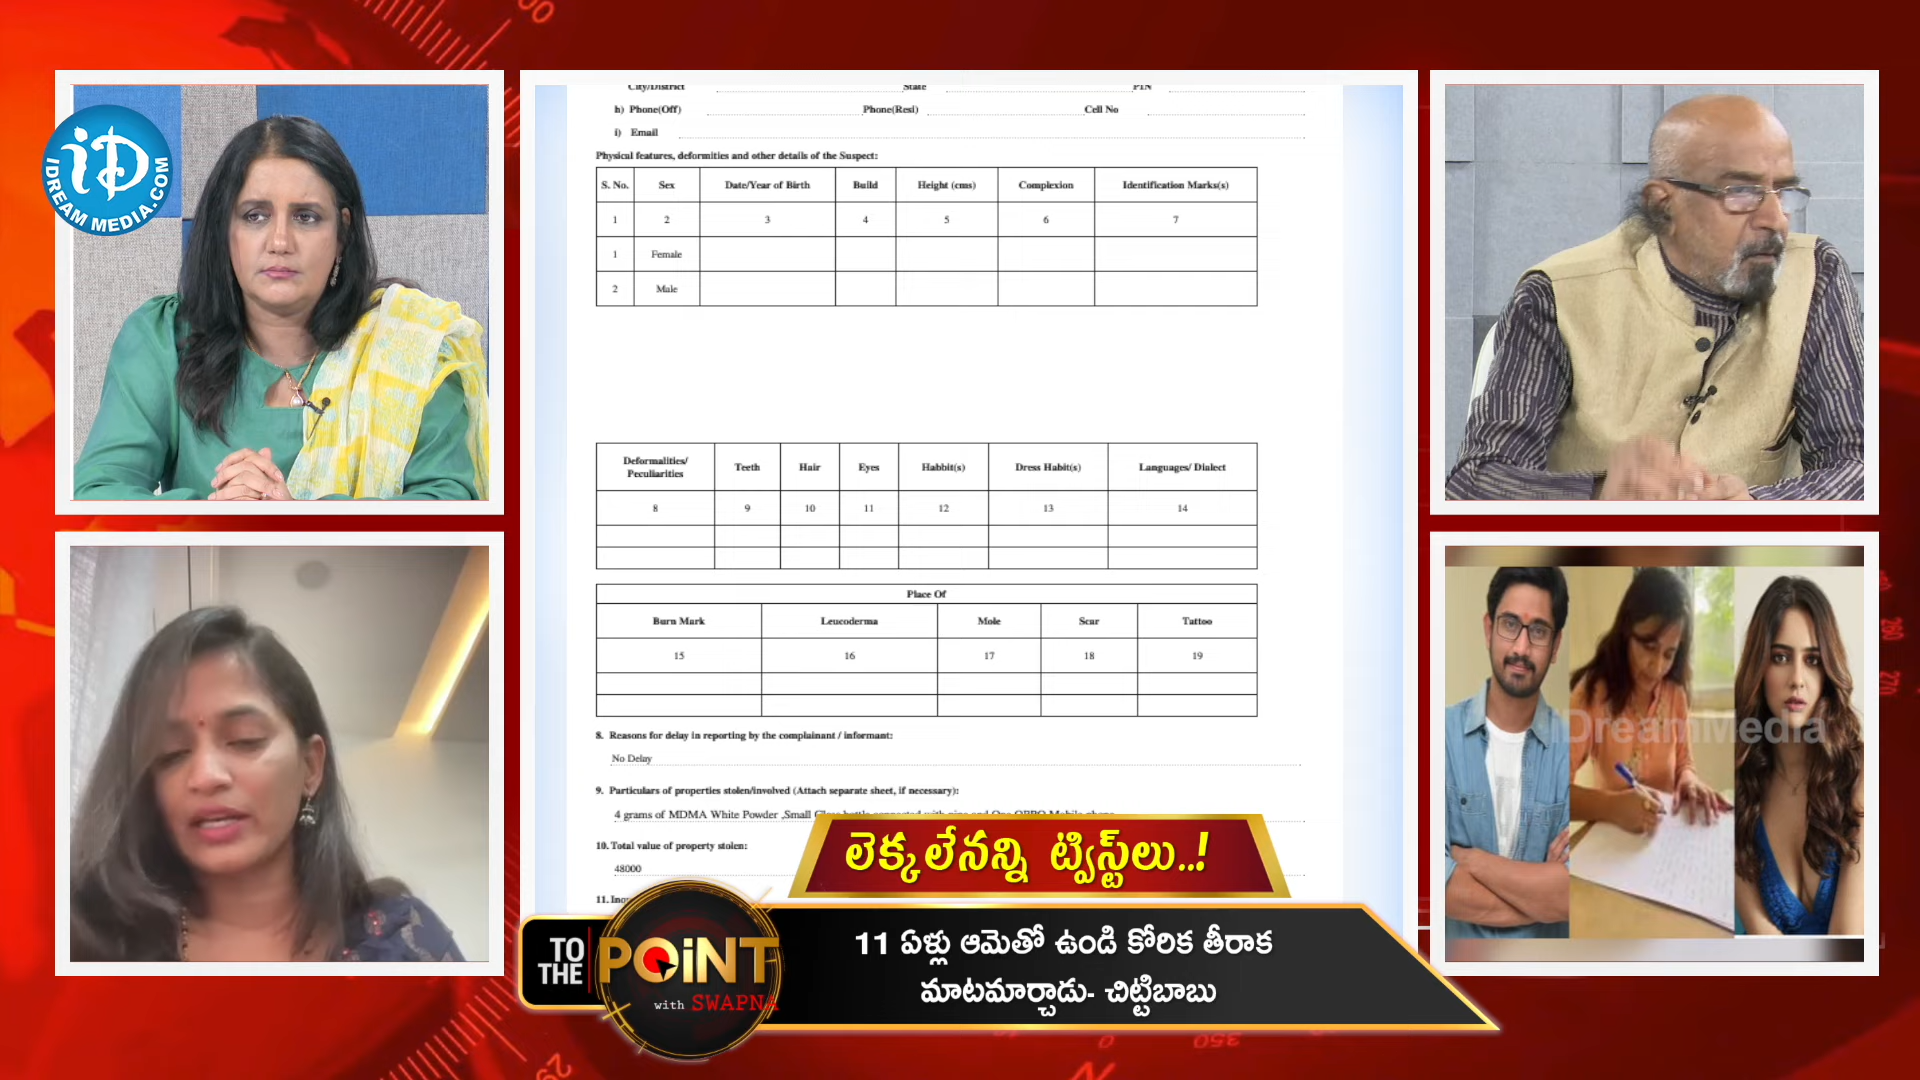 iD
IDREAM MEDIA.COM
City/District State PIN
h) Phone(Off) Phone(Resi) Cell No
i) Email
Physical features, deformities and other details of the Suspect:
S. No. Sex Date/Year of Birth Build Height (cms) Complexion Identification Marks(s)
1 2 3 4 5 6 7
1 Female
2 Male
Deformalities/
Peculiarities Teeth Hair Eyes Habbit(s) Dress Habit(s) Languages/ Dialect
8 9 10 11 12 13 14
Place Of
Burn Mark Leucoderma Mole Scar Tattoo
15 16 17 18 19
8. Reasons for delay in reporting by the complainant / informant:
No Delay
9. Particulars of properties stolen/involved (Attach separate sheet, if necessary):
4 grams of MDMA White Powder ,Small
10. Total value of property stolen:
48000
11.
iDreamMedia
లెక్కలేనన్ని ట్విస్ట్‌లు..!
TO THE POiNT
with SWAPNA
11 ఏళ్లు ఆమెతో ఉండి కోరిక తీరాక
మాటమార్చాడు- చిట్టిబాబు